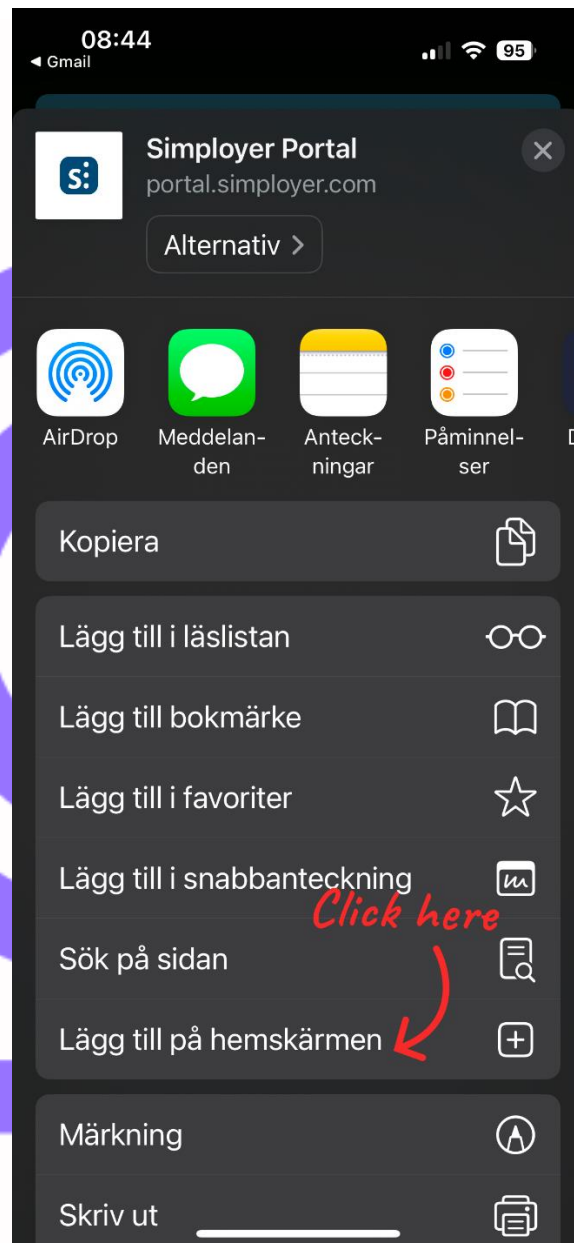 08:44
◀ Gmail
95
s:
Simployer Portal
portal.simployer.com
Alternativ >
AirDrop
Meddelan-
den
Anteck-
ningar
Påminnel-
ser
D
Kopiera
Lägg till i läslistan
Lägg till bokmärke
Lägg till i favoriter
Lägg till i snabbanteckning
Click here
Sök på sidan
Lägg till på hemskärmen
Märkning
Skriv ut